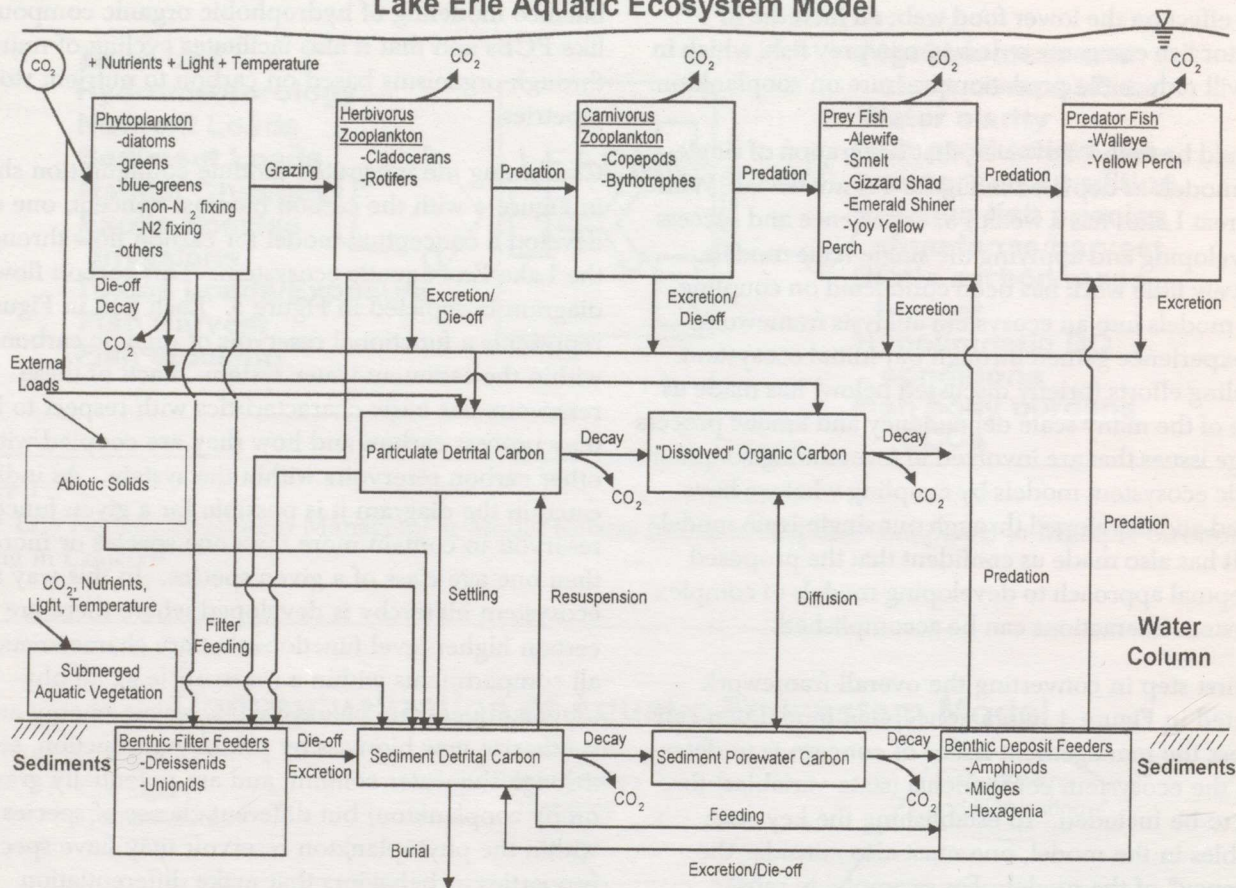 Lake Erie Aquatic Ecosystem Model
CO2
+ Nutrients + Light + Temperature
CO2
CO2
CO2
CO2
Phytoplankton
-diatoms
-greens
-blue-greens
-non-N 2 fixing
-N2 fixing
-others
Grazing
Herbivorus
Zooplankton
-Cladocerans
-Rotifers
Predation
Carnivorus
Zooplankton
-Copepods
-Bythotrephes
Predation
Prey Fish
-Alewife
-Smelt
-Gizzard Shad
-Emerald Shiner
-Yoy Yellow
Perch
Predation
Predator Fish
-Walleye
-Yellow Perch
Die-off
Decay
CO2
Excretion/
Die-off
Excretion/
Die-off
Excretion
Excretion
External
Loads
Abiotic Solids
Particulate Detrital Carbon
Decay
CO2
"Dissolved" Organic Carbon
Decay
CO2
CO2, Nutrients,
Light, Temperature
Filter
Feeding
Settling
Resuspension
Diffusion
Predation
Predation
Water
Column
Submerged
Aquatic Vegetation
Sediments
Benthic Filter Feeders
-Dreissenids
-Unionids
Die-off
Excretion
Sediment Detrital Carbon
Decay
CO2
Sediment Porewater Carbon
Decay
CO2
Benthic Deposit Feeders
-Amphipods
-Midges
-Hexagenia
Sediments
Feeding
Burial
Excretion/Die-off